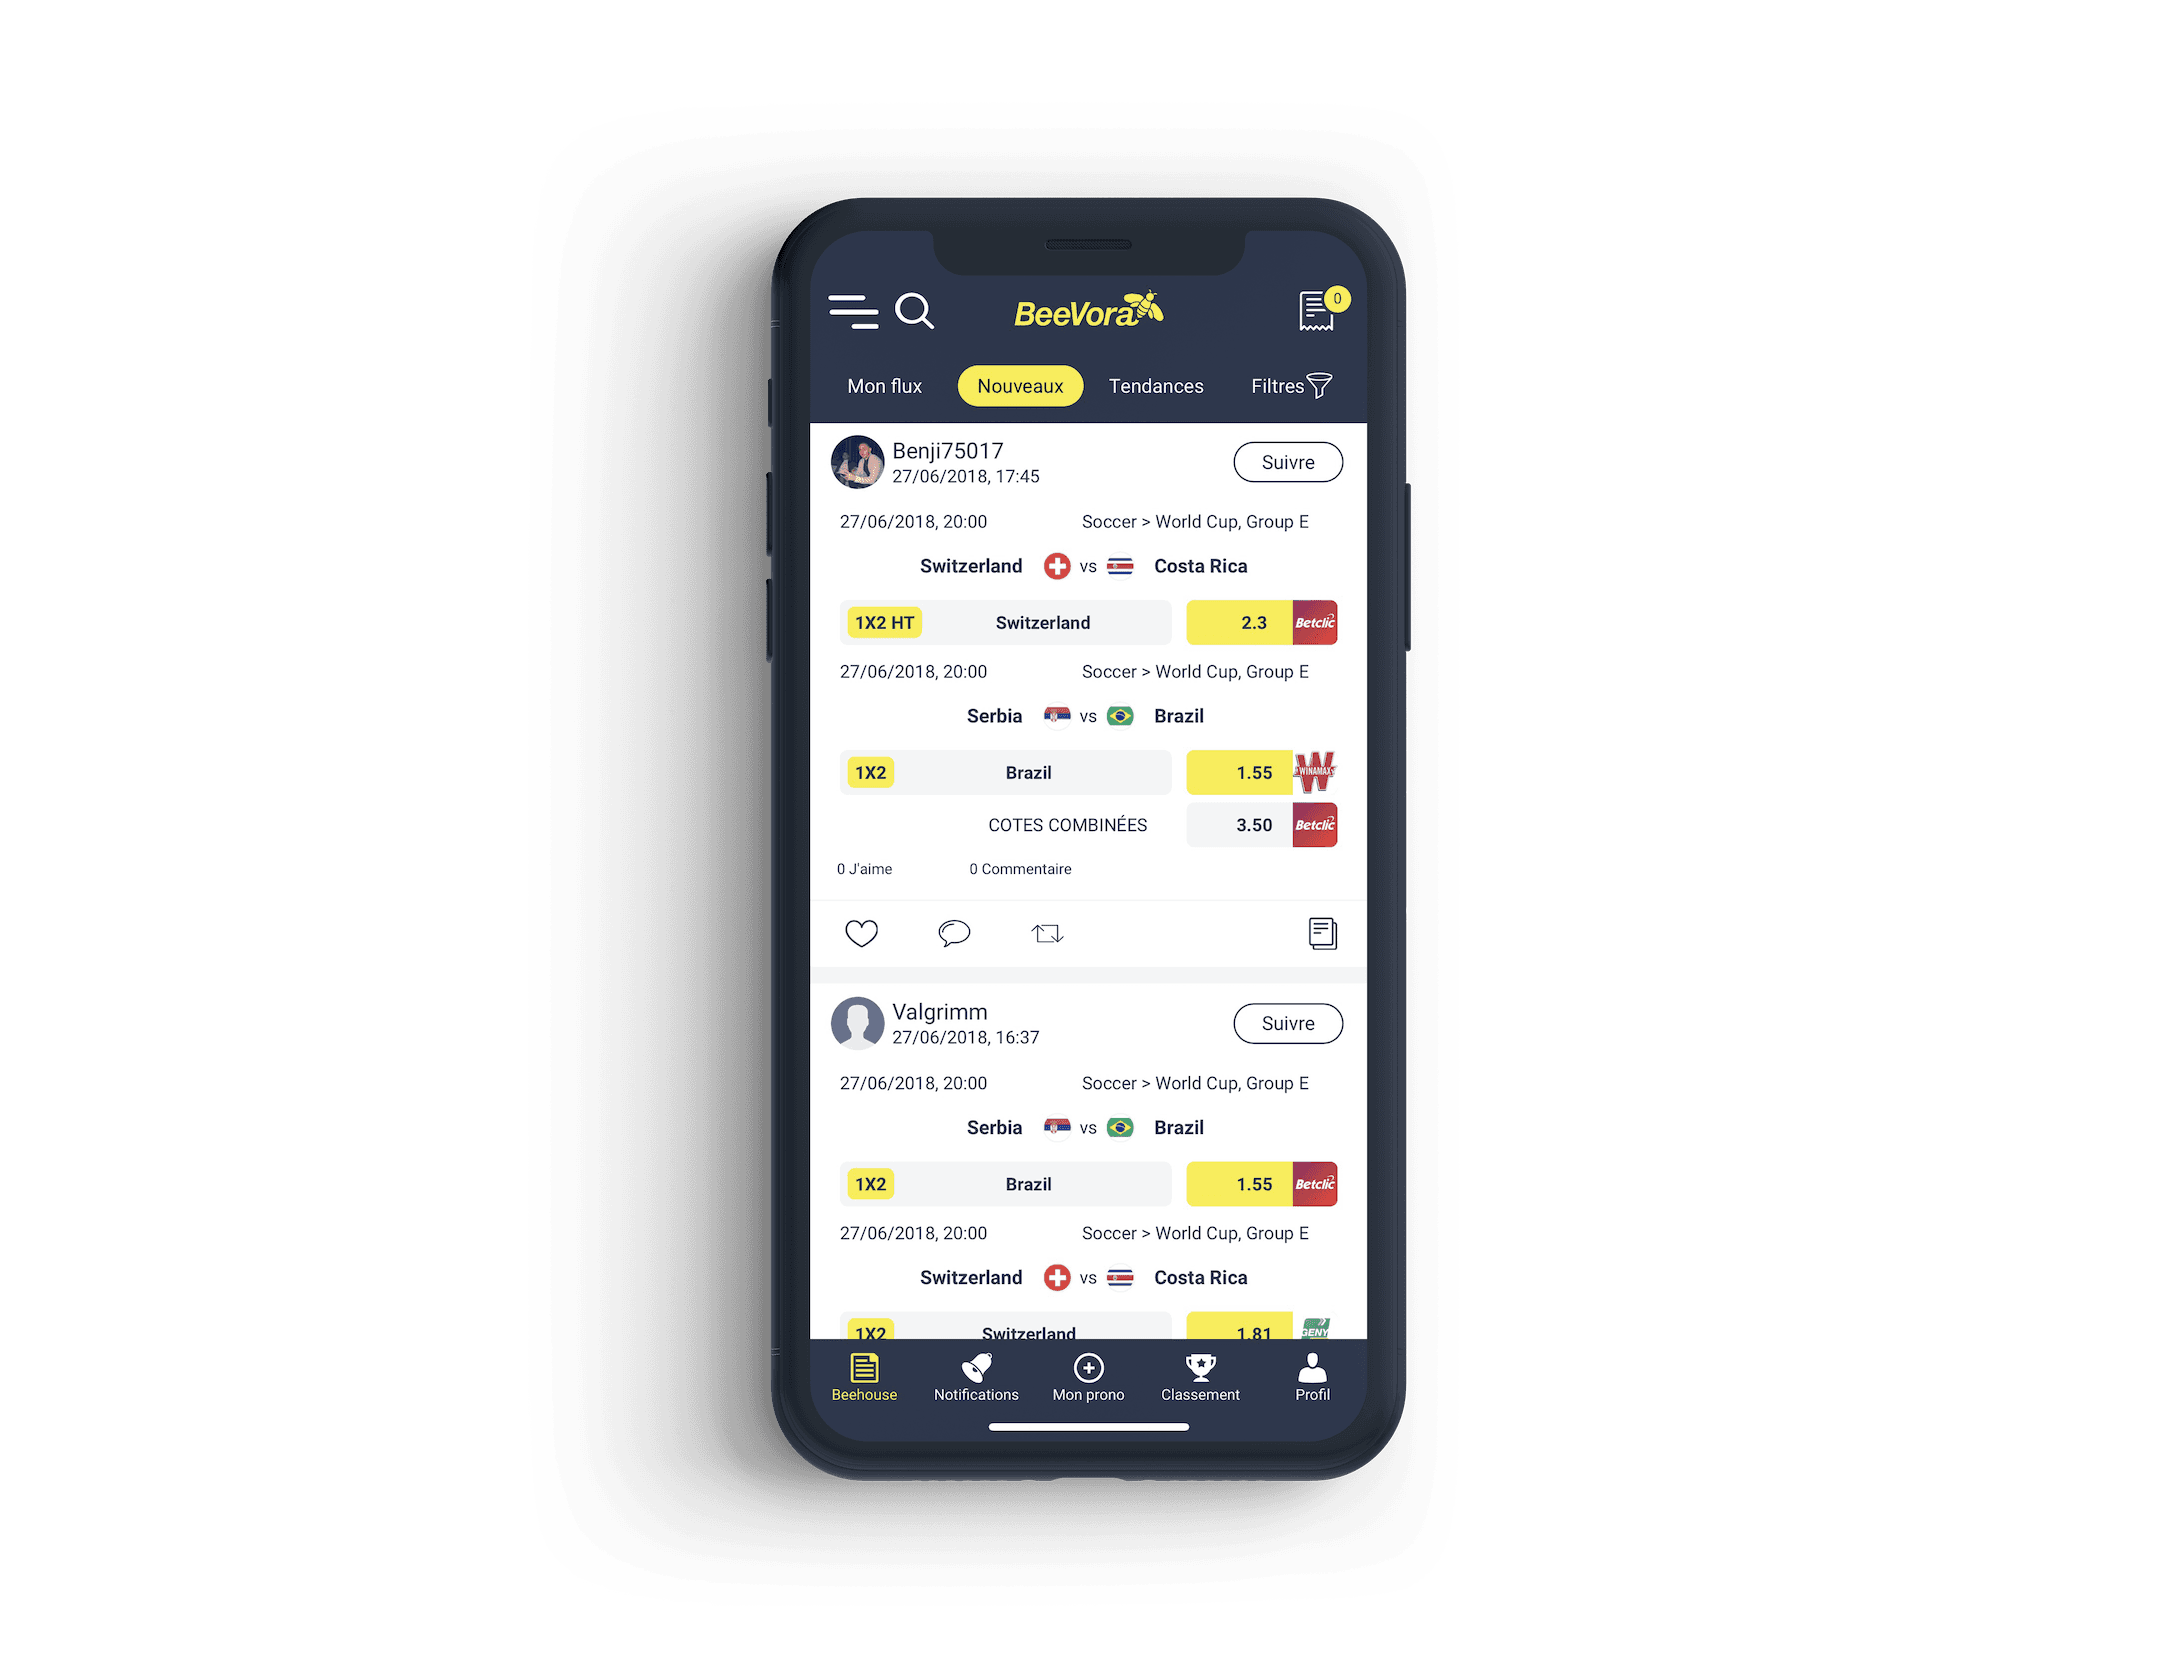 BeeVora
0
Mon flux Nouveaux Tendances Filtres
Benji75017
27/06/2018, 17:45
Suivre
27/06/2018, 20:00 Soccer > World Cup, Group E
Switzerland vs Costa Rica
1X2 HT Switzerland 2.3 Betclic
27/06/2018, 20:00 Soccer > World Cup, Group E
Serbia vs Brazil
1X2 Brazil 1.55 WINAMAX
COTES COMBINÉES 3.50 Betclic
0 J'aime 0 Commentaire
Valgrimm
27/06/2018, 16:37
Suivre
27/06/2018, 20:00 Soccer > World Cup, Group E
Serbia vs Brazil
1X2 Brazil 1.55 Betclic
27/06/2018, 20:00 Soccer > World Cup, Group E
Switzerland vs Costa Rica
1X2 Switzerland 1.81 GENY
Beehouse Notifications Mon prono Classement Profil